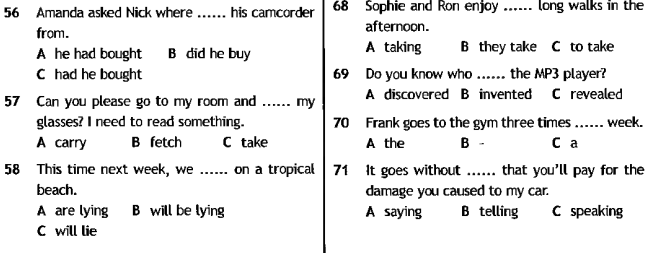 56 Amanda asked Nick where ...... his camcorder
from.
A he had bought B did he buy
C had he bought
57 Can you please go to my room and ...... my
glasses? I need to read something.
A carry B fetch C take
58 This time next week, we ...... on a tropical
beach.
A are lying B will be lying
C will lie
68 Sophie and Ron enjoy ...... long walks in the
afternoon.
A taking B they take C to take
69 Do you know who ...... the MP3 player?
A discovered B invented C revealed
70 Frank goes to the gym three times ...... week.
A the B - C a
71 It goes without ...... that you'll pay for the
damage you caused to my car.
A saying B telling C speaking